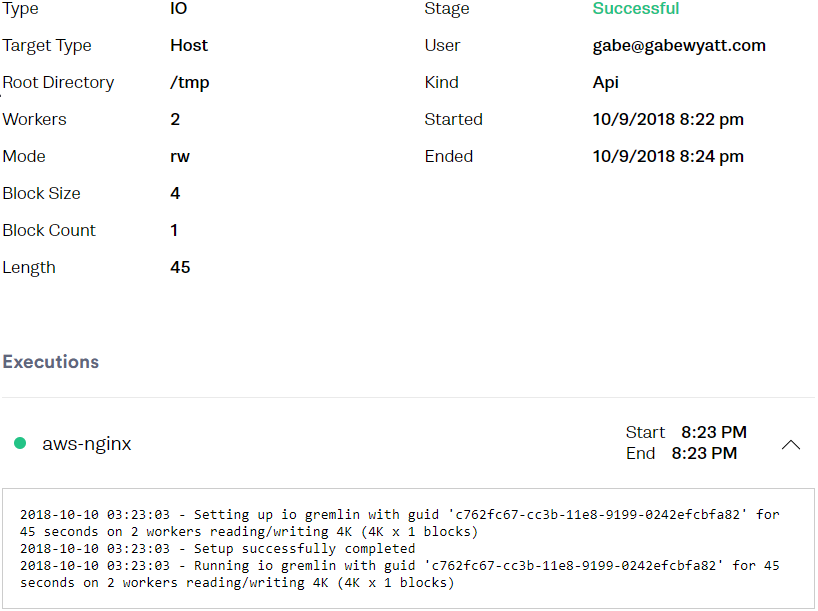 Type IO Stage Successful
Target Type Host User gabe@gabewyatt.com
Root Directory /tmp Kind Api
Workers 2 Started 10/9/2018 8:22 pm
Mode rw Ended 10/9/2018 8:24 pm
Block Size 4
Block Count 1
Length 45
Executions
aws-nginx Start 8:23 PM
End 8:23 PM
2018-10-10 03:23:03 - Setting up io gremlin with guid 'c762fc67-cc3b-11e8-9199-0242efcbfa82' for
45 seconds on 2 workers reading/writing 4K (4K x 1 blocks)
2018-10-10 03:23:03 - Setup successfully completed
2018-10-10 03:23:03 - Running io gremlin with guid 'c762fc67-cc3b-11e8-9199-0242efcbfa82' for 45
seconds on 2 workers reading/writing 4K (4K x 1 blocks)